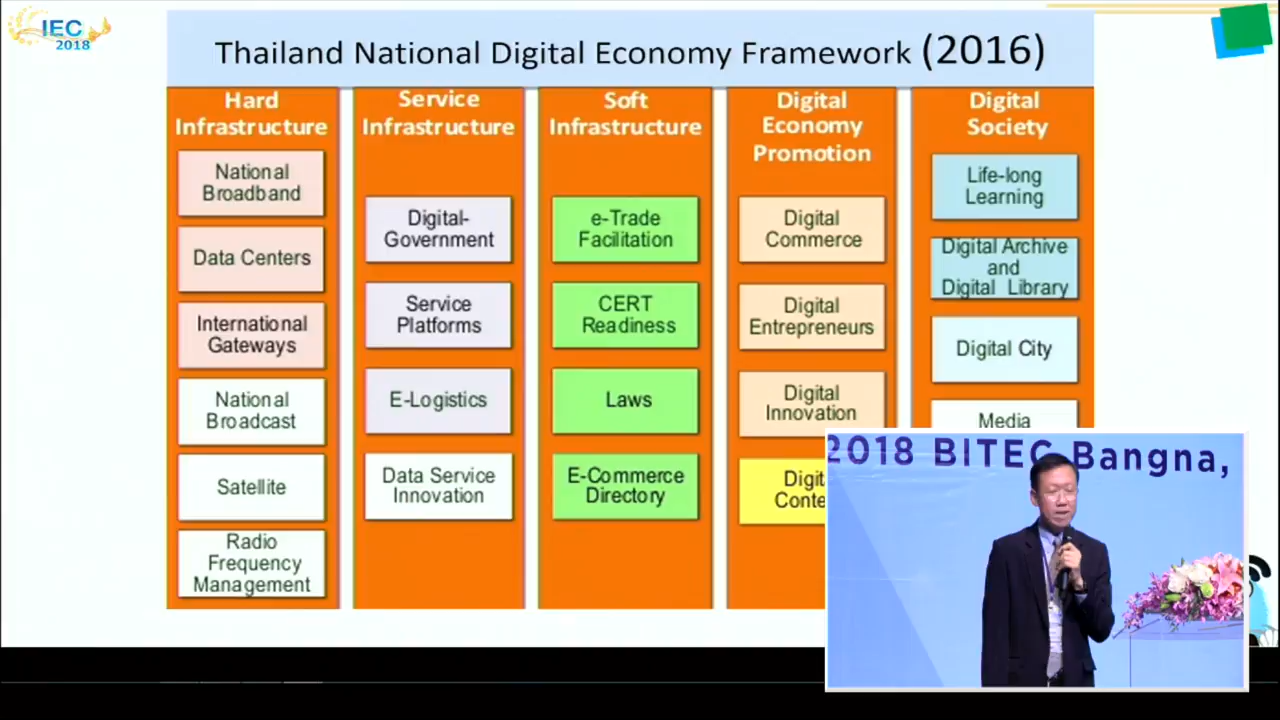 IEC
2018
Thailand National Digital Economy Framework (2016)
Hard
Infrastructure
National
Broadband
Data Centers
International
Gateways
National
Broadcast
Satellite
Radio
Frequency
Management
Service
Infrastructure
Digital-
Government
Service
Platforms
E-Logistics
Data Service
Innovation
Soft
Infrastructure
e-Trade
Facilitation
CERT
Readiness
Laws
E-Commerce
Directory
Digital
Economy
Promotion
Digital
Commerce
Digital
Entrepreneurs
Digital
Innovation
Digit
Conte
Digital
Society
Life-long
Learning
Digital Archive
and
Digital Library
Digital City
Media
2018 BITEC Bangna,